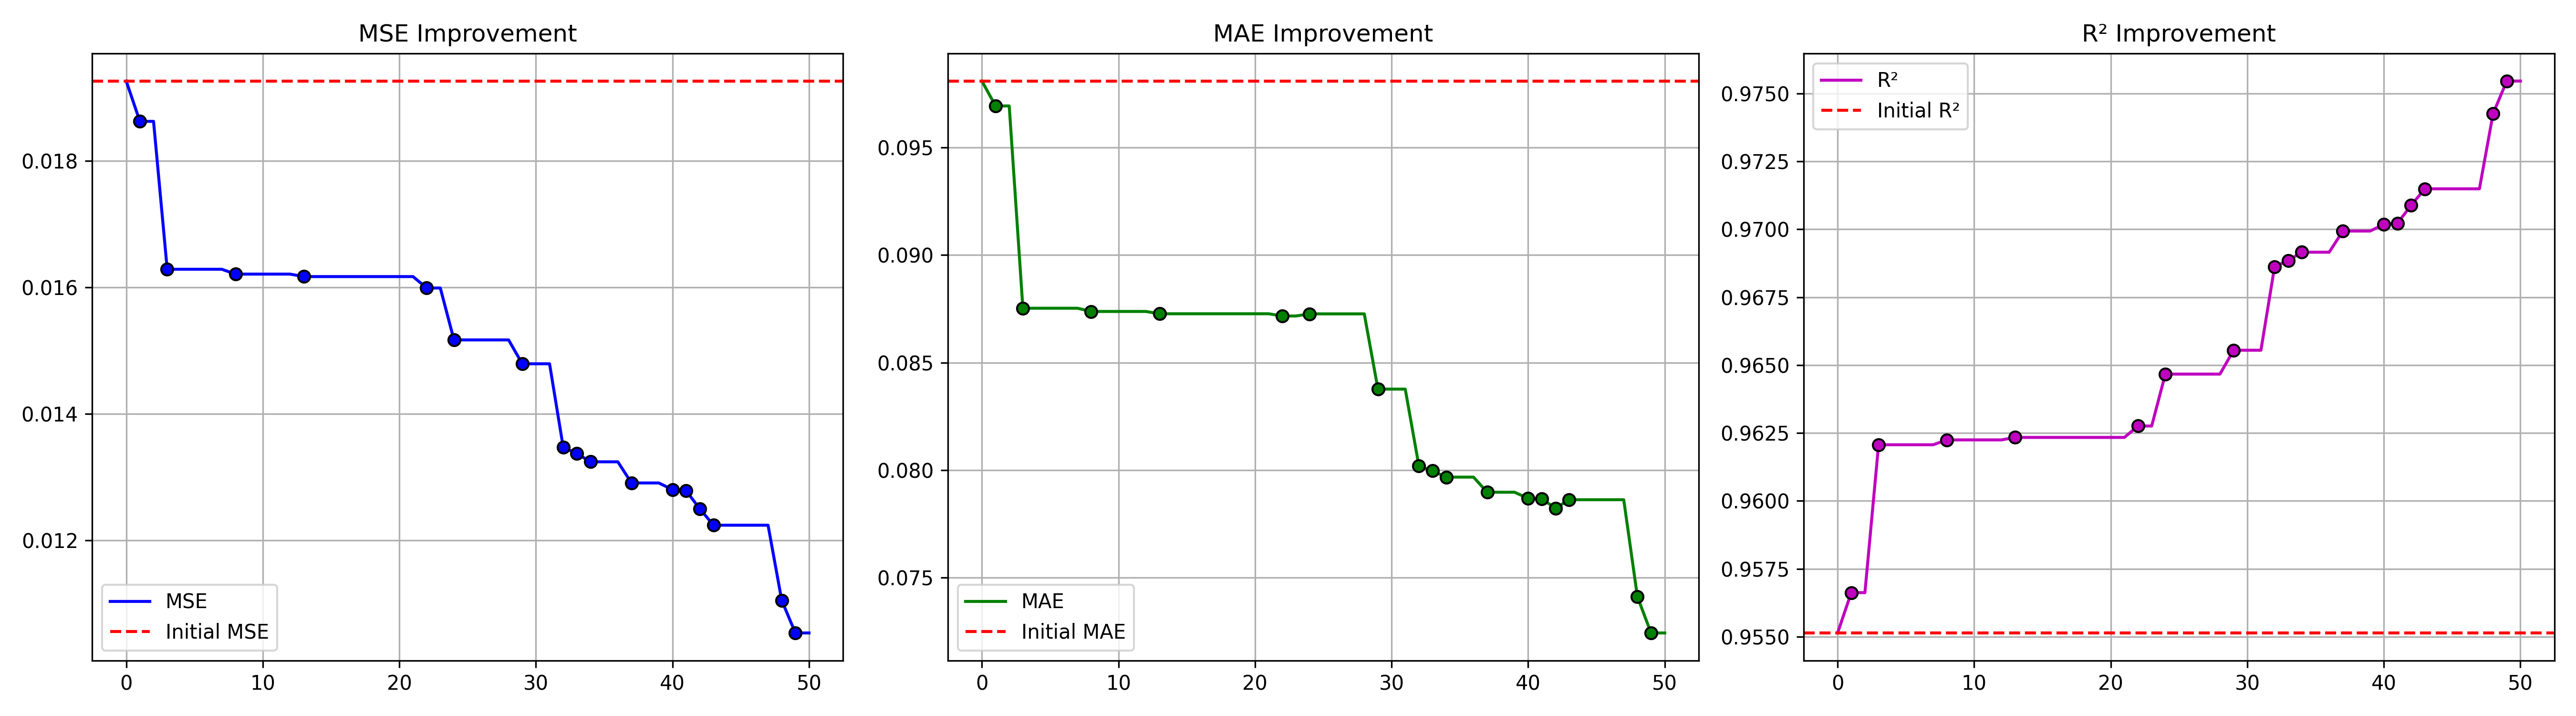 MSE Improvement
0.018
0.016
0.014
0.012
MSE
Initial MSE
0 10 20 30 40 50
MAE Improvement
0.095
0.090
0.085
0.080
0.075
MAE
Initial MAE
0 10 20 30 40 50
R² Improvement
R²
Initial R²
0.9750
0.9725
0.9700
0.9675
0.9650
0.9625
0.9600
0.9575
0.9550
0 10 20 30 40 50